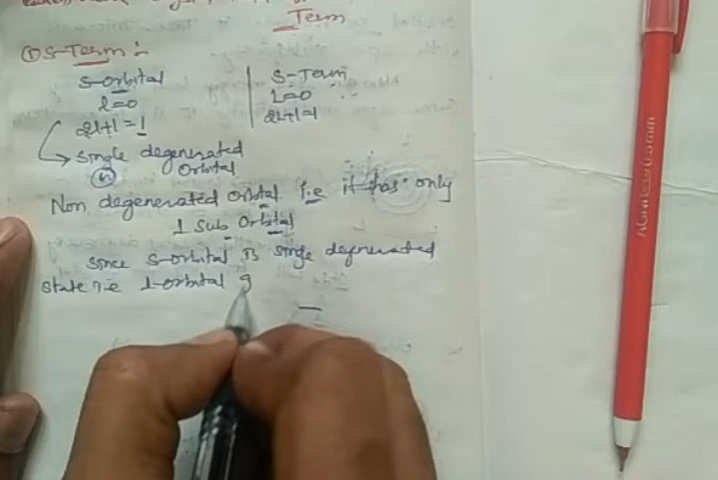 Term
① S-Term :-
S-orbital
l=0
2l+1 = 1
S-Term
L=0
2L+1=1
→ Single degenerated
Orbital
(or)
Non degenerated orbital i.e it has only
1 Sub Orbital
Since S-orbital is single degenerated
State i.e 1-orbital g